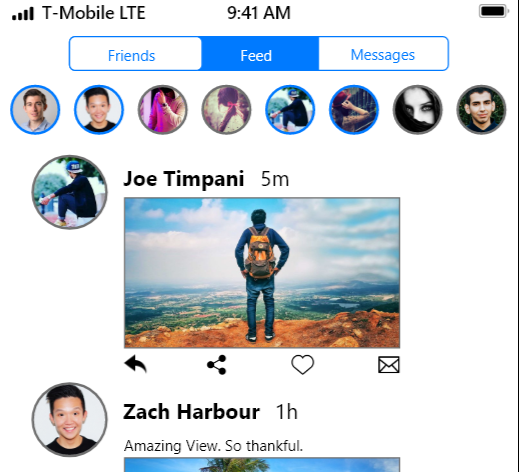 T-Mobile LTE 9:41 AM
Friends Feed Messages
Joe Timpani 5m
Zach Harbour 1h
Amazing View. So thankful.